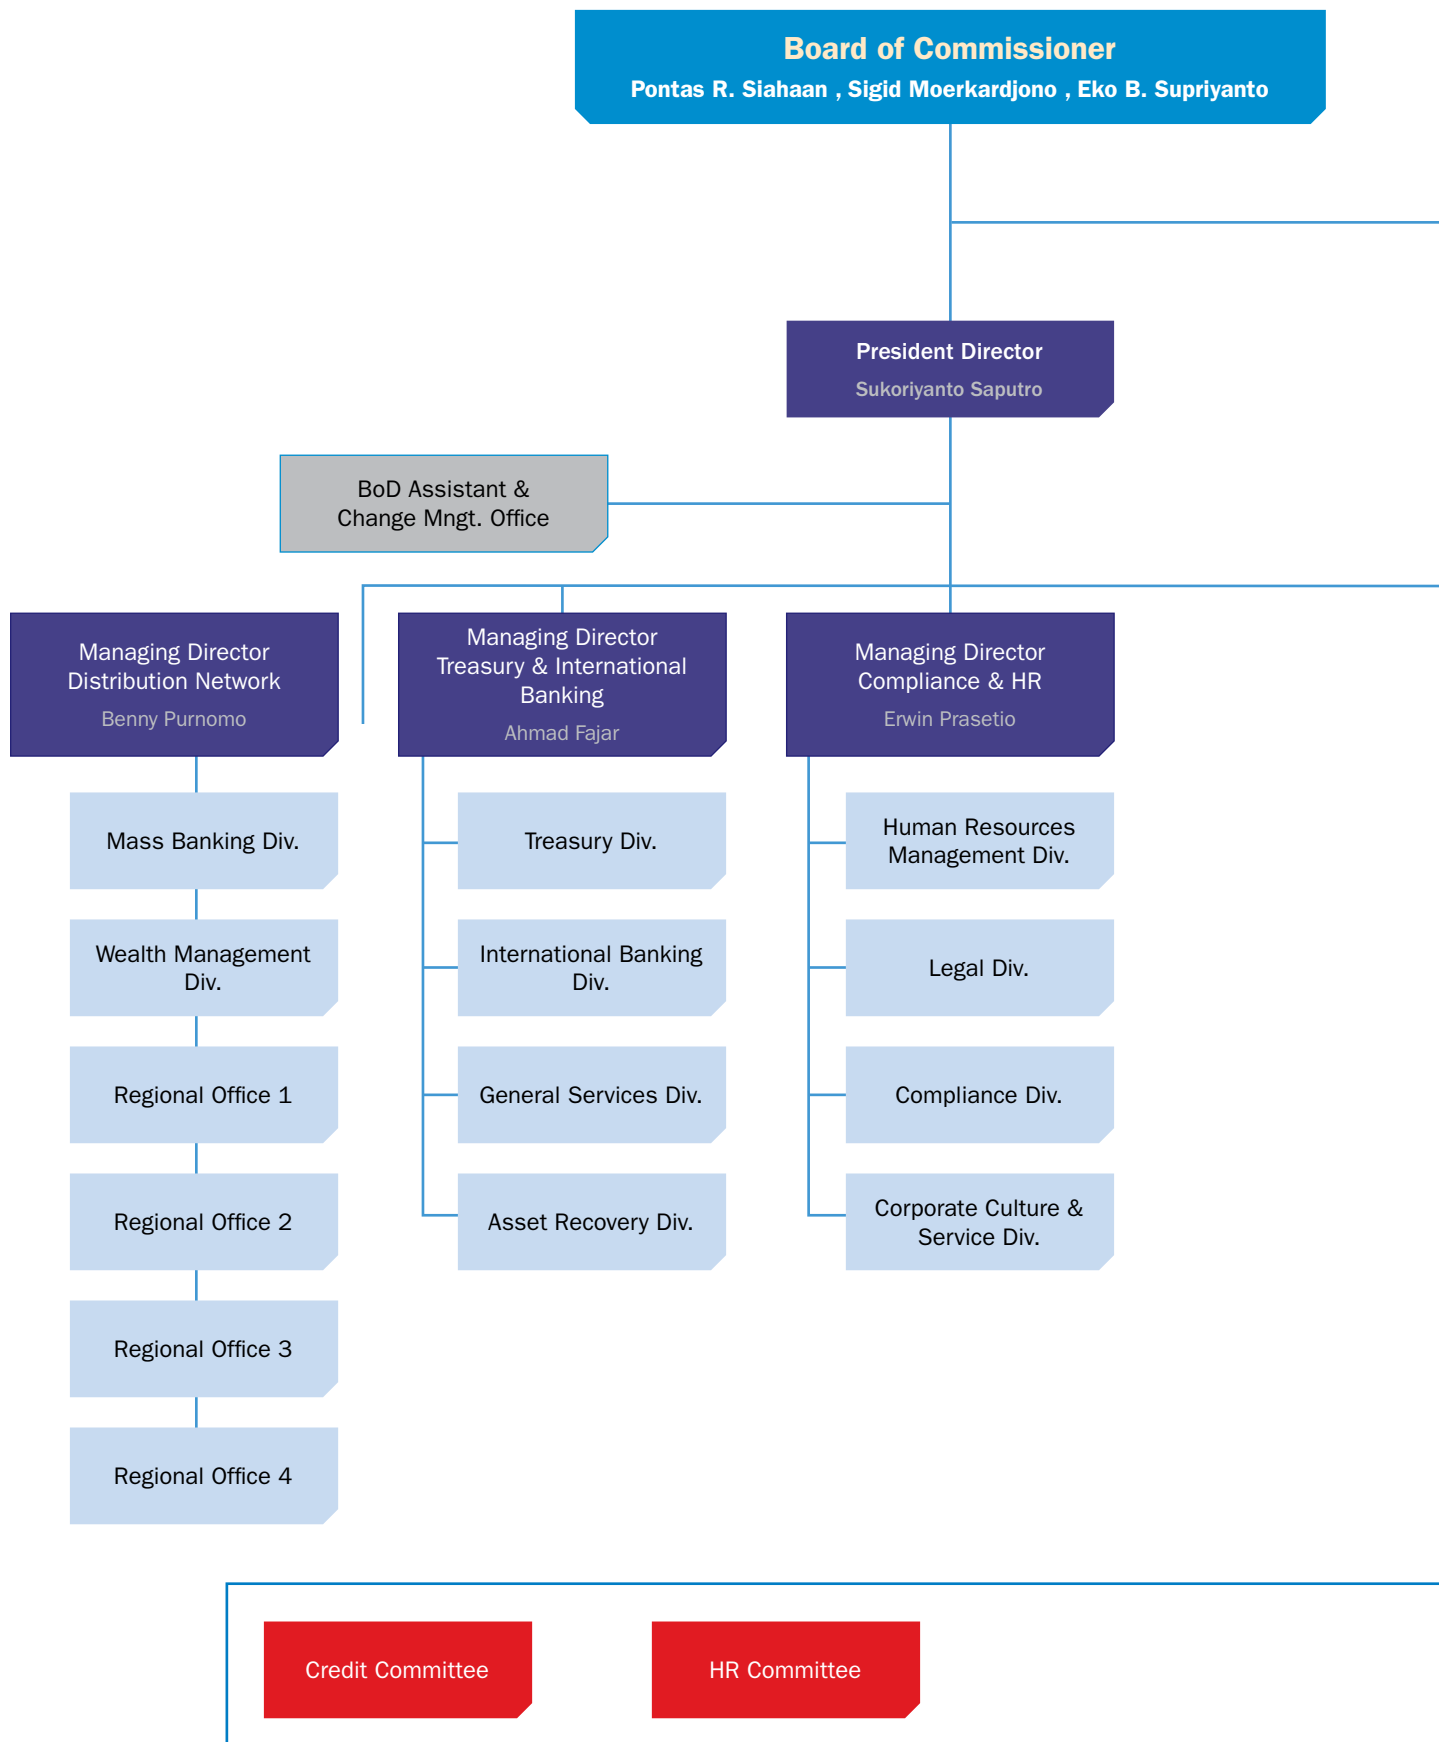 Board of Commissioner
Pontas R. Siahaan , Sigid Moerkardjono , Eko B. Supriyanto
President Director
Sukoriyanto Saputro
BoD Assistant &
Change Mngt. Office
Managing Director
Distribution Network
Benny Purnomo
Managing Director
Treasury & International
Banking
Ahmad Fajar
Managing Director
Compliance & HR
Erwin Prasetio
Mass Banking Div.
Wealth Management
Div.
Regional Office 1
Regional Office 2
Regional Office 3
Regional Office 4
Treasury Div.
International Banking
Div.
General Services Div.
Asset Recovery Div.
Human Resources
Management Div.
Legal Div.
Compliance Div.
Corporate Culture &
Service Div.
Credit Committee
HR Committee